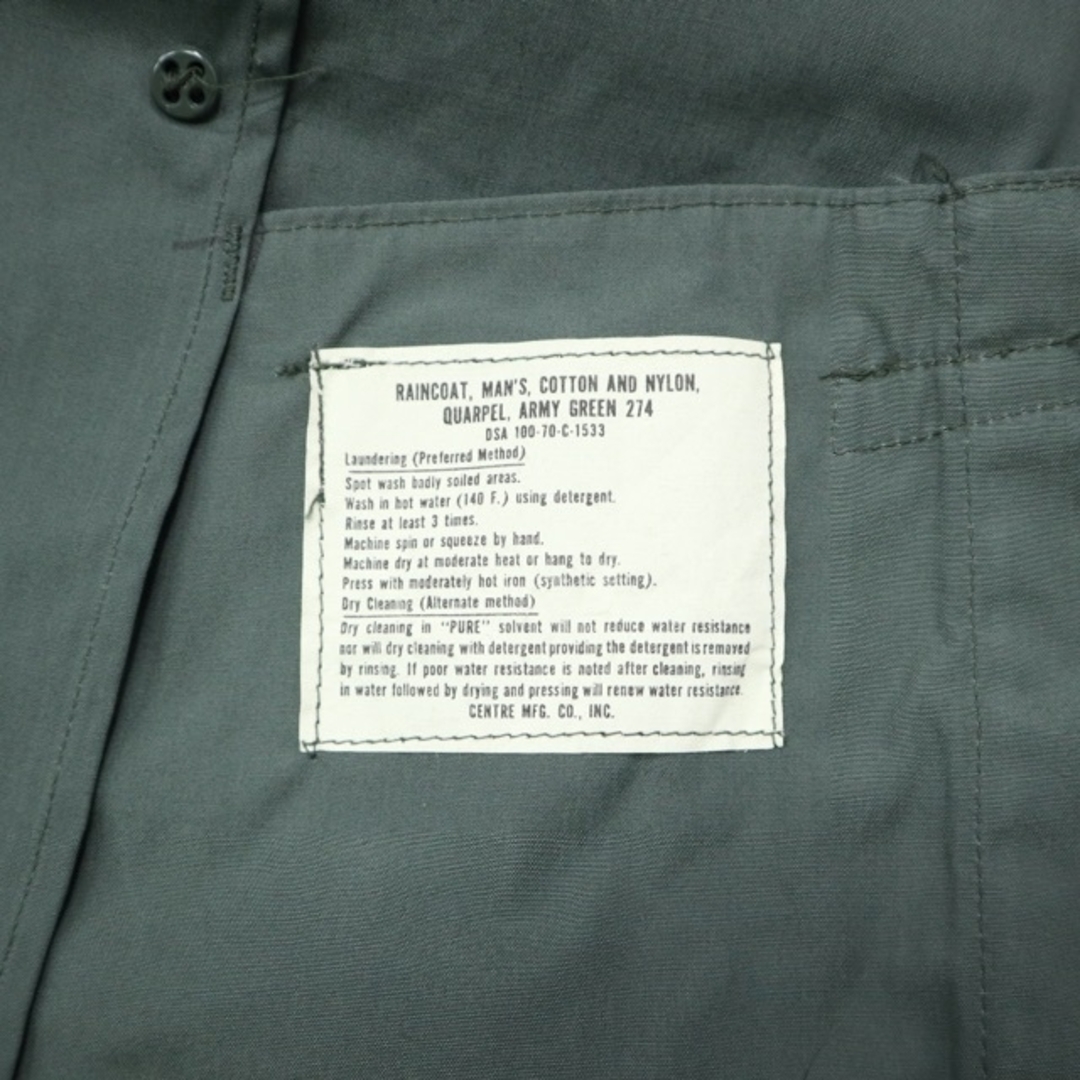 RAINCOAT, MAN'S, COTTON AND NYLON,
QUARPEL, ARMY GREEN 274
DSA 100-70-C-1533
Laundering (Preferred Method)
Spot wash badly soiled areas.
Wash in hot water (140 F.) using detergent.
Rinse at least 3 times.
Machine spin or squeeze by hand.
Machine dry at moderate heat or hang to dry.
Press with moderately hot iron (synthetic setting).
Dry Cleaning (Alternate method)
Dry cleaning in "PURE" solvent will not reduce water resistance
nor will dry cleaning with detergent providing the detergent is removed
by rinsing. If poor water resistance is noted after cleaning, rinsing
in water followed by drying and pressing will renew water resistance.
CENTRE MFG. CO., INC.